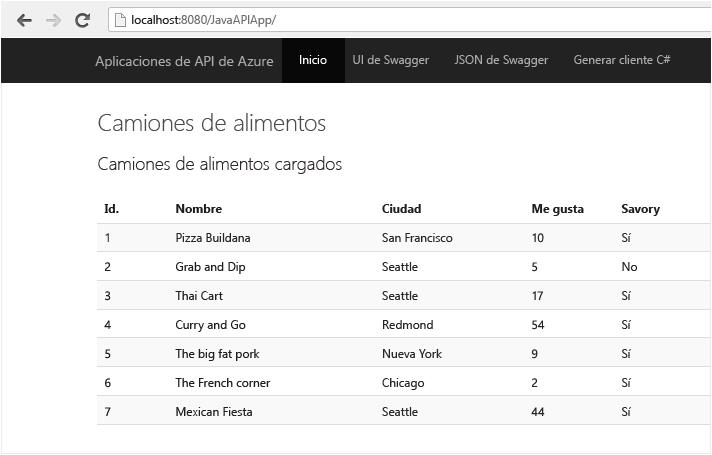 localhost:8080/JavaAPIApp/
Aplicaciones de API de Azure Inicio UI de Swagger JSON de Swagger Generar cliente C#
Camiones de alimentos
Camiones de alimentos cargados
Id. Nombre Ciudad Me gusta Savory
1 Pizza Buildana San Francisco 10 Sí
2 Grab and Dip Seattle 5 No
3 Thai Cart Seattle 17 Sí
4 Curry and Go Redmond 54 Sí
5 The big fat pork Nueva York 9 Sí
6 The French corner Chicago 2 Sí
7 Mexican Fiesta Seattle 44 Sí